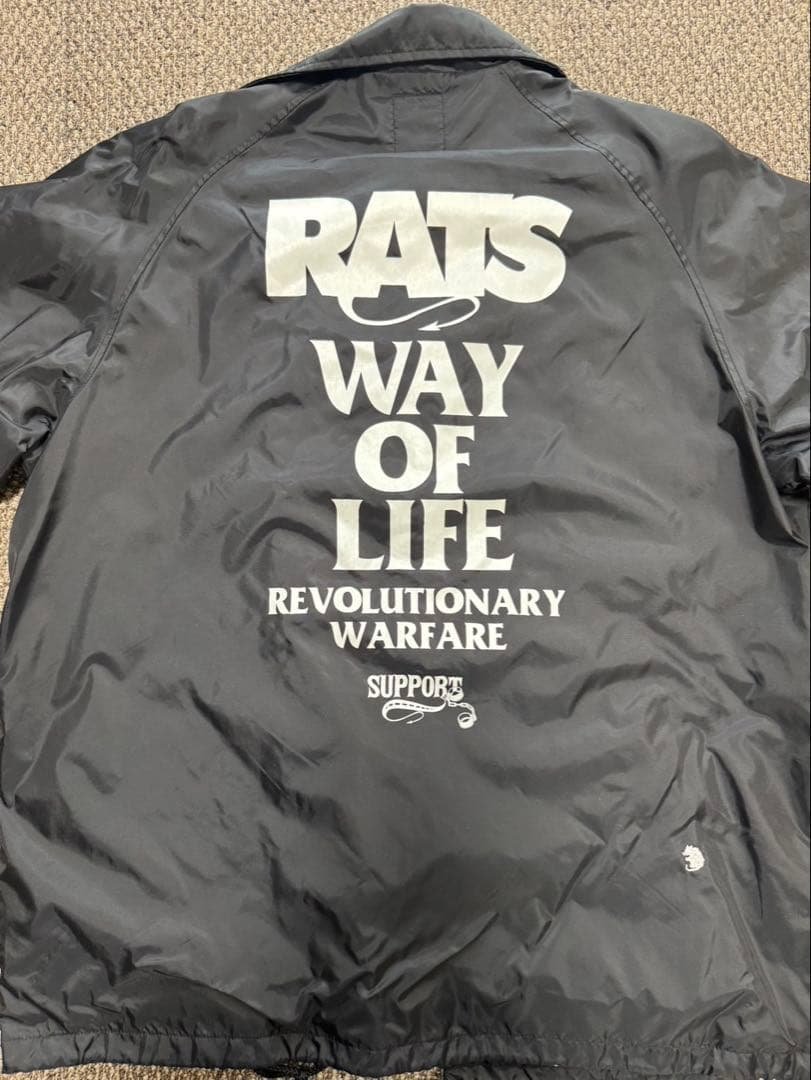 RATS
WAY
OF
LIFE
REVOLUTIONARY
WARFARE
SUPPORT